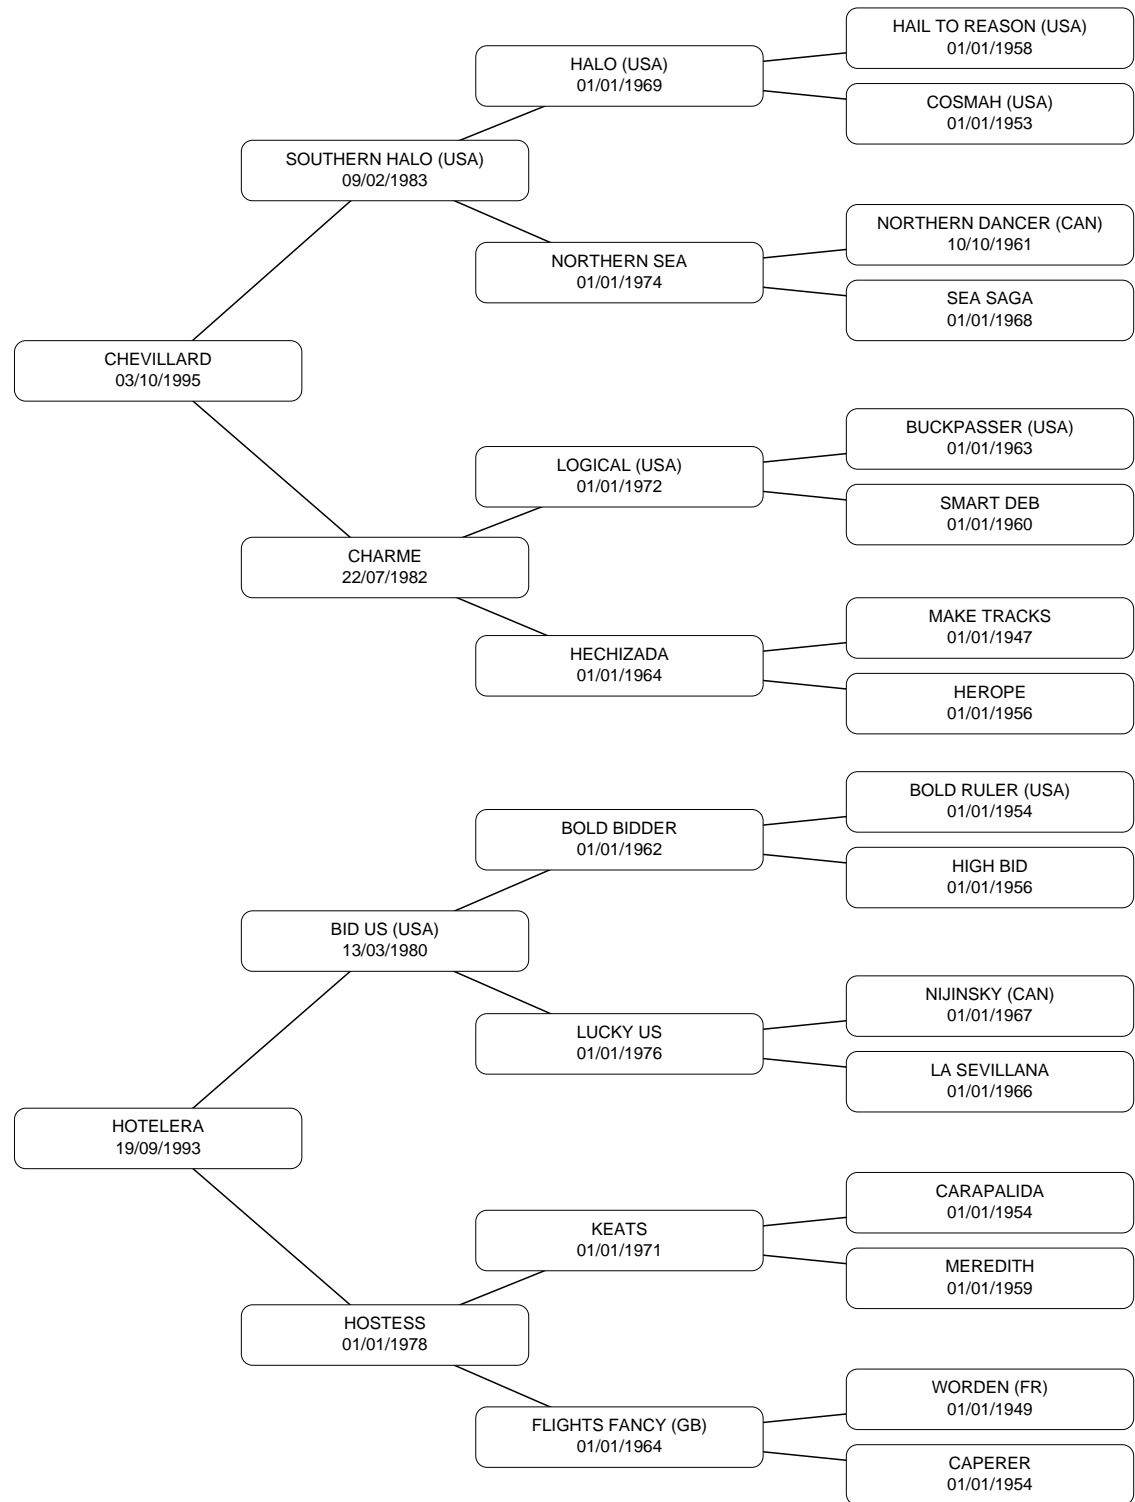 HAIL TO REASON (USA)
01/01/1958
HALO (USA)
01/01/1969
COSMAH (USA)
01/01/1953
SOUTHERN HALO (USA)
09/02/1983
NORTHERN DANCER (CAN)
10/10/1961
NORTHERN SEA
01/01/1974
SEA SAGA
01/01/1968
CHEVILLARD
03/10/1995
BUCKPASSER (USA)
01/01/1963
LOGICAL (USA)
01/01/1972
SMART DEB
01/01/1960
CHARME
22/07/1982
MAKE TRACKS
01/01/1947
HECHIZADA
01/01/1964
HEROPE
01/01/1956
BOLD RULER (USA)
01/01/1954
BOLD BIDDER
01/01/1962
HIGH BID
01/01/1956
BID US (USA)
13/03/1980
NIJINSKY (CAN)
01/01/1967
LUCKY US
01/01/1976
LA SEVILLANA
01/01/1966
HOTELERA
19/09/1993
CARAPALIDA
01/01/1954
KEATS
01/01/1971
MEREDITH
01/01/1959
HOSTESS
01/01/1978
WORDEN (FR)
01/01/1949
FLIGHTS FANCY (GB)
01/01/1964
CAPERER
01/01/1954